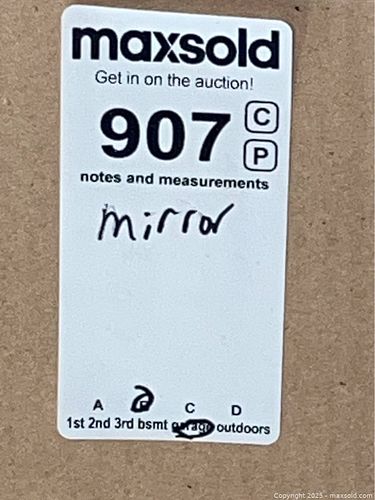 maxsold
Get in on the auction!
907 C
P
notes and measurements
mirror
A B C D
1st 2nd 3rd bsmt garage outdoors
Copyright 2025 - maxsold.com